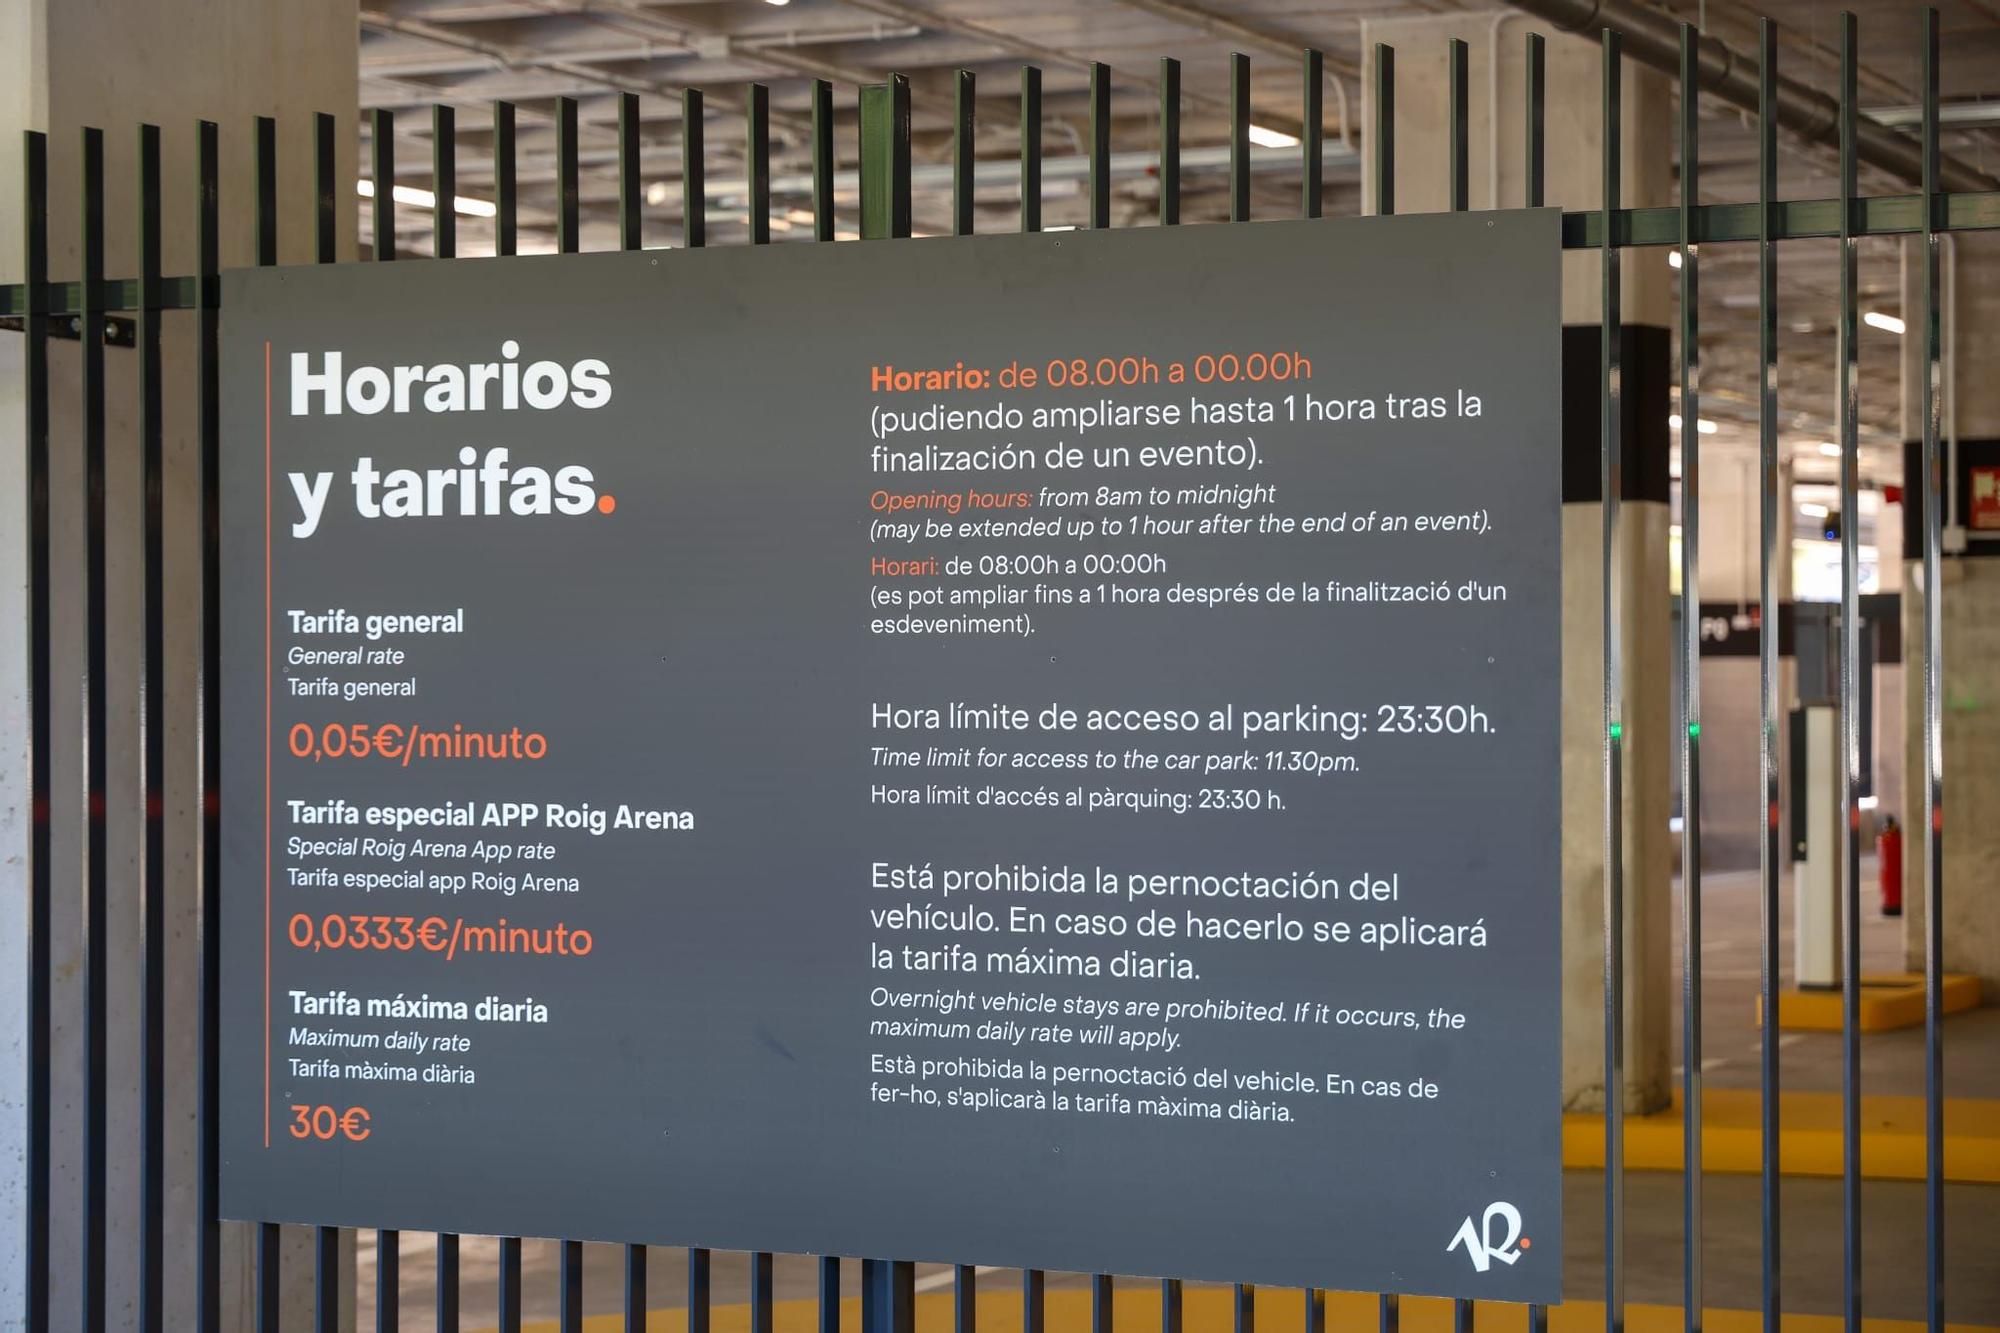 Horarios
y tarifas.
Tarifa general
General rate
Tarifa general
0,05€/minuto
Tarifa especial APP Roig Arena
Special Roig Arena App rate
Tarifa especial app Roig Arena
0,0333€/minuto
Tarifa máxima diaria
Maximum daily rate
Tarifa màxima diària
30€
Horario: de 08.00h a 00.00h
(pudiendo ampliarse hasta 1 hora tras la
finalización de un evento).
Opening hours: from 8am to midnight
(may be extended up to 1 hour after the end of an event).
Horari: de 08:00h a 00:00h
(es pot ampliar fins a 1 hora després de la finalització d'un
esdeveniment).
Hora límite de acceso al parking: 23:30h.
Time limit for access to the car park: 11.30pm.
Hora límit d'accés al pàrquing: 23:30 h.
Está prohibida la pernoctación del
vehículo. En caso de hacerlo se aplicará
la tarifa máxima diaria.
Overnight vehicle stays are prohibited. If it occurs, the
maximum daily rate will apply.
Està prohibida la pernoctació del vehicle. En cas de
fer-ho, s'aplicarà la tarifa màxima diària.